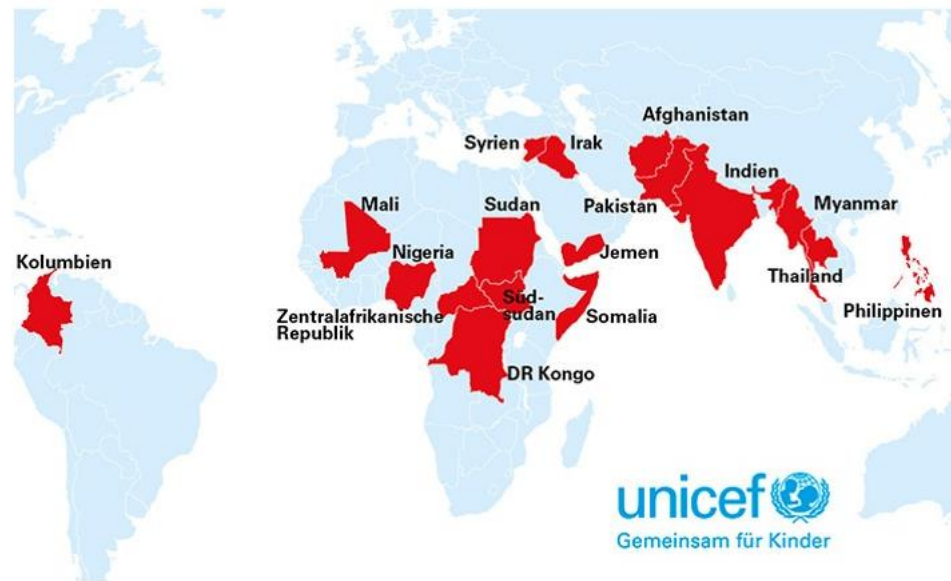 Afghanistan
Syrien
Irak
Indien
Mali
Sudan
Pakistan
Myanmar
Nigeria
Jemen
Kolumbien
Thailand
Zentralafrikanische
Republik
Süd-
sudan
Somalia
Philippinen
DR Kongo
unicef
Gemeinsam für Kinder